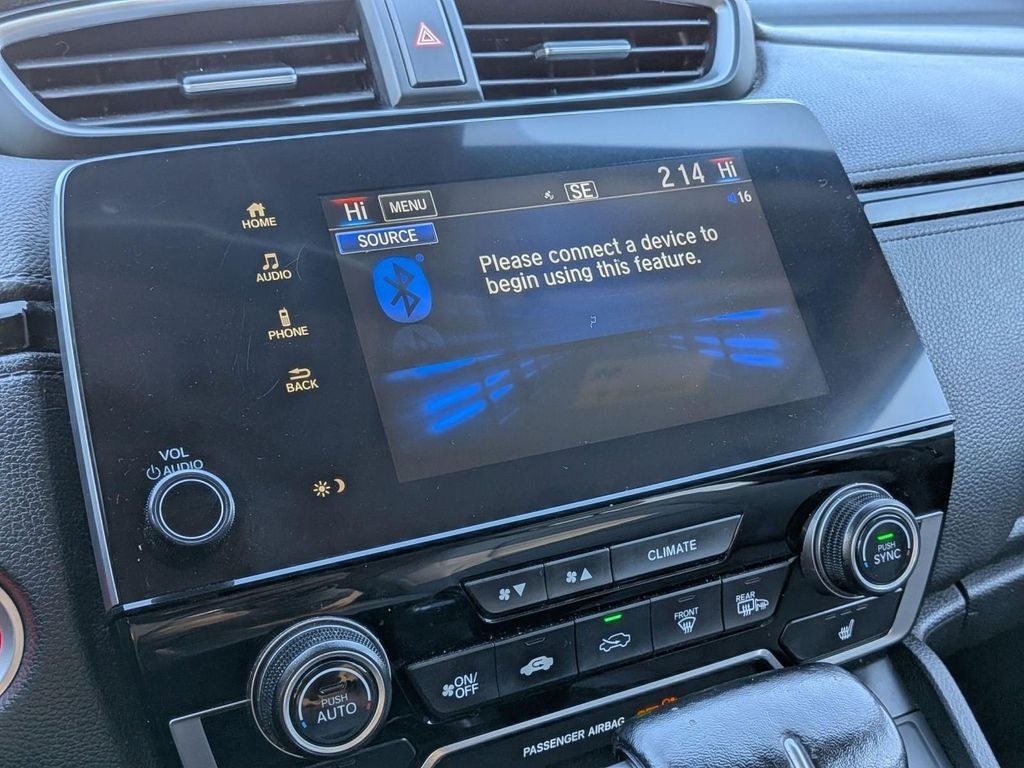 Hi
MENU
SE
214
Hi
SOURCE
16
Please connect a device to
begin using this feature.
HOME
AUDIO
PHONE
BACK
VOL
AUDIO
CLIMATE
PUSH
SYNC
REAR
FRONT
ON/
OFF
PUSH
AUTO
PASSENGER AIRBAG